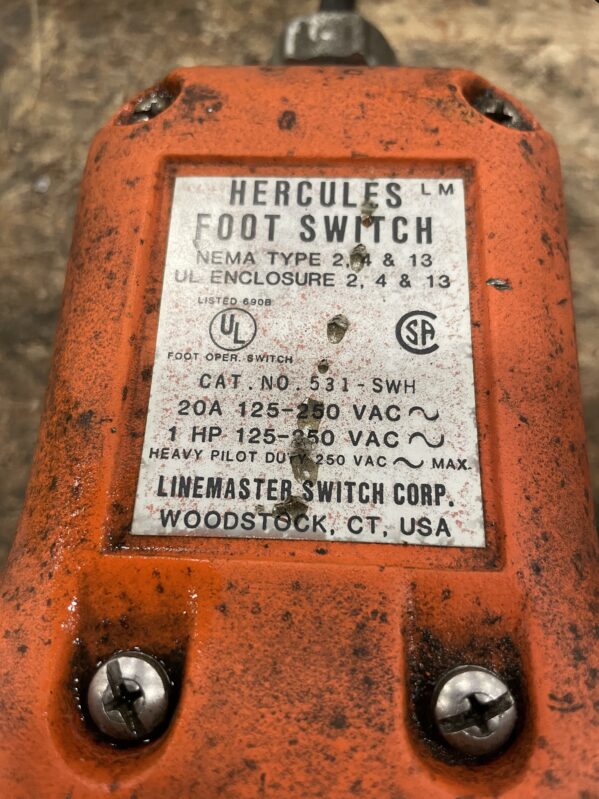 HERCULES LM
FOOT SWITCH
NEMA TYPE 2, 4 & 13
UL ENCLOSURE 2, 4 & 13
LISTED 690B
UL
SA
FOOT OPER. SWITCH
CAT. NO. 531-SWH
20A 125-250 VAC ~
1 HP 125-250 VAC ~
HEAVY PILOT DUTY 250 VAC ~ MAX.
LINEMASTER SWITCH CORP.
WOODSTOCK, CT, USA